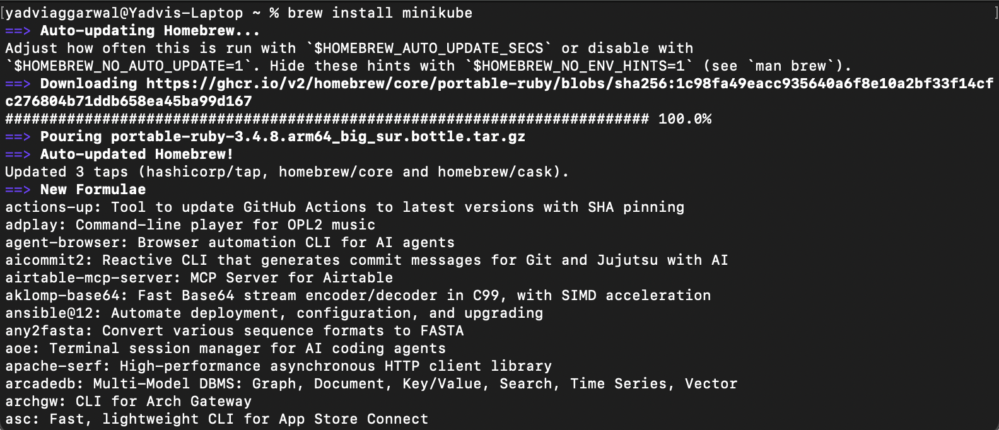 [yadviaggarwal@Yadvis-Laptop ~ % brew install minikube ]
==> Auto-updating Homebrew...
Adjust how often this is run with `$HOMEBREW_AUTO_UPDATE_SECS` or disable with
`$HOMEBREW_NO_AUTO_UPDATE=1`. Hide these hints with `$HOMEBREW_NO_ENV_HINTS=1` (see `man brew`).
==> Downloading https://ghcr.io/v2/homebrew/core/portable-ruby/blobs/sha256:1c98fa49eacc935640a6f8e10a2bf33f14cf
c276804b71ddb658ea45ba99d167
######################################################################### 100.0%
==> Pouring portable-ruby-3.4.8.arm64_big_sur.bottle.tar.gz
==> Auto-updated Homebrew!
Updated 3 taps (hashicorp/tap, homebrew/core and homebrew/cask).
==> New Formulae
actions-up: Tool to update GitHub Actions to latest versions with SHA pinning
adplay: Command-line player for OPL2 music
agent-browser: Browser automation CLI for AI agents
aicommit2: Reactive CLI that generates commit messages for Git and Jujutsu with AI
airtable-mcp-server: MCP Server for Airtable
aklomp-base64: Fast Base64 stream encoder/decoder in C99, with SIMD acceleration
ansible@12: Automate deployment, configuration, and upgrading
any2fasta: Convert various sequence formats to FASTA
aoe: Terminal session manager for AI coding agents
apache-serf: High-performance asynchronous HTTP client library
arcadedb: Multi-Model DBMS: Graph, Document, Key/Value, Search, Time Series, Vector
archgw: CLI for Arch Gateway
asc: Fast, lightweight CLI for App Store Connect